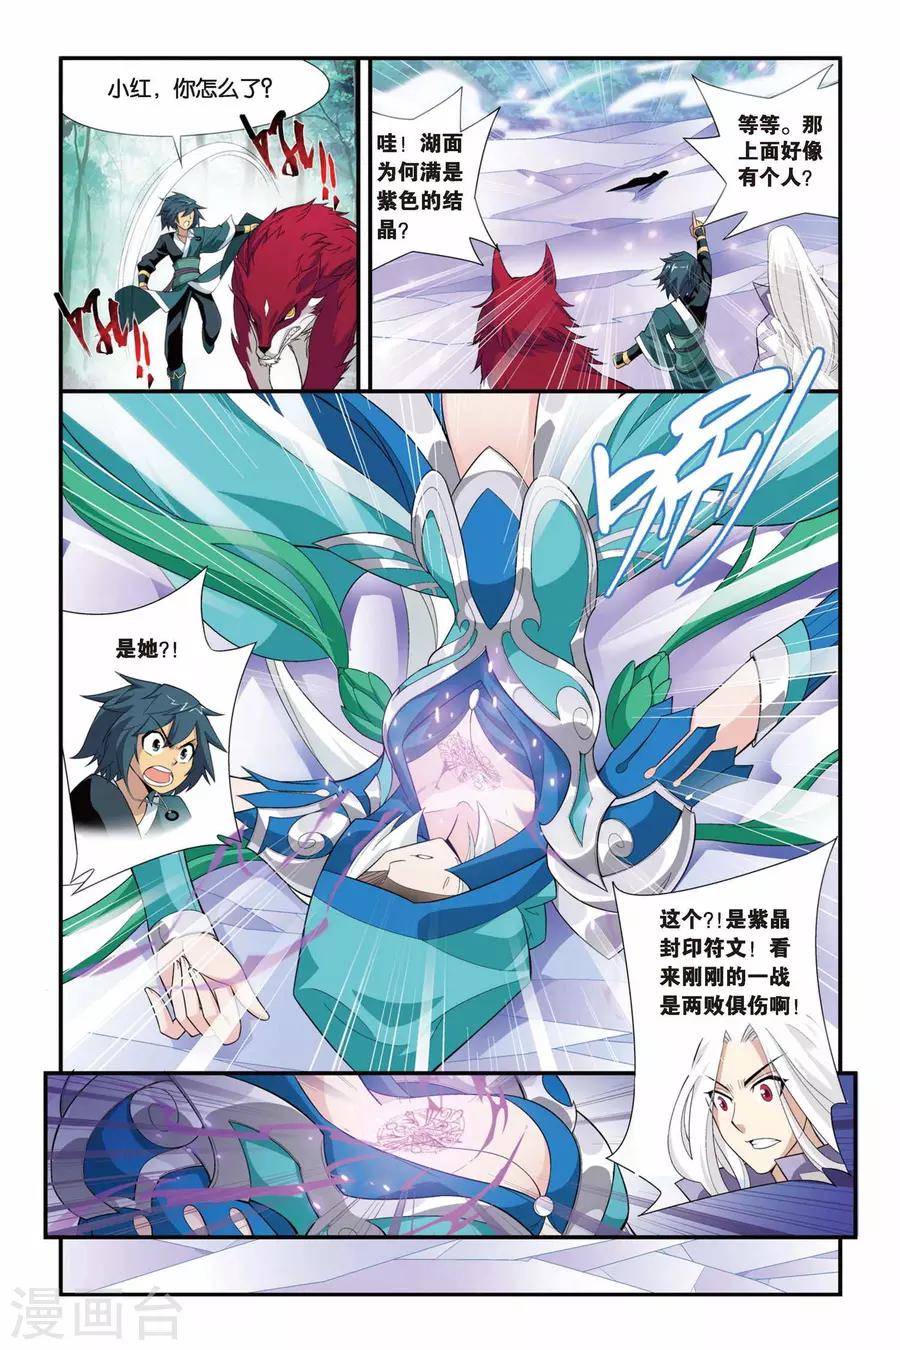 小红，你怎么了？
哇！湖面
为何满是
紫色的结
晶？
等等。那
上面好像
有个人？
唰
是她？！
这个？！是紫晶
封印符文！看
来刚刚的一战
是两败俱伤啊！
漫画台